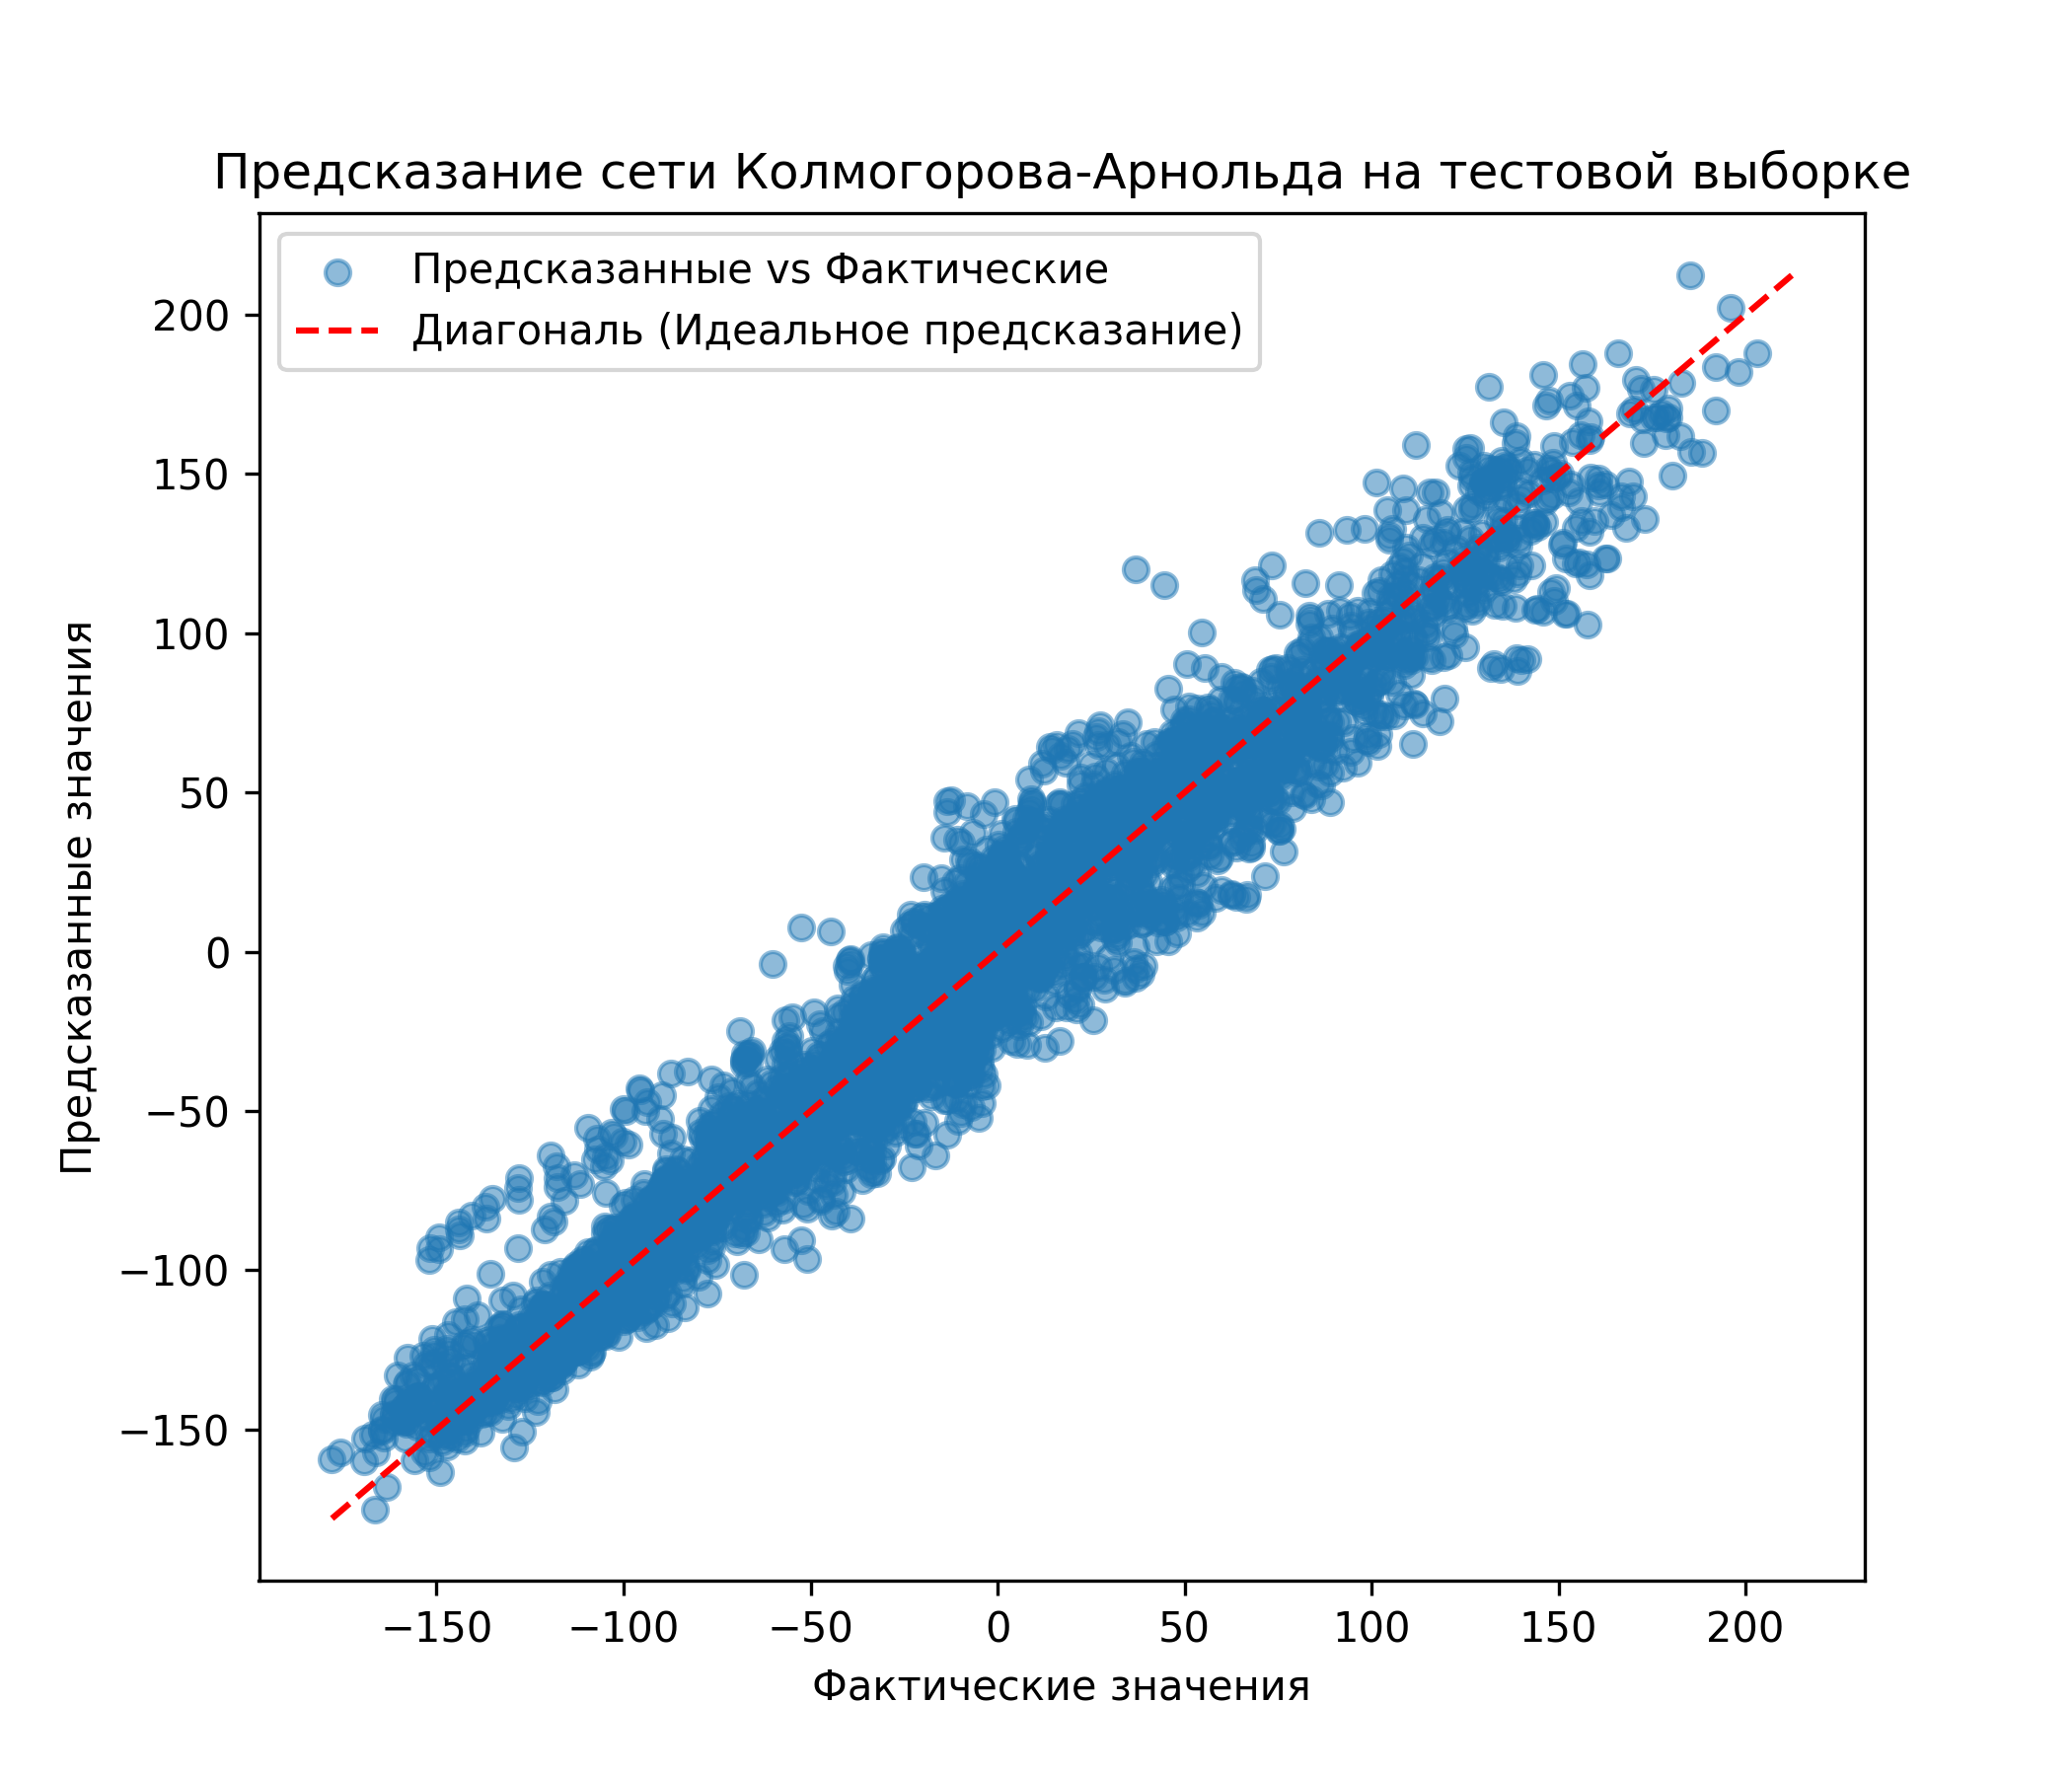 Предсказание сети Колмогорова-Арнольда на тестовой выборке
Предсказанные vs Фактические
Диагональ (Идеальное предсказание)
200
150
100
50
0
−50
−100
−150
Предсказанные значения
−150 −100 −50 0 50 100 150 200
Фактические значения